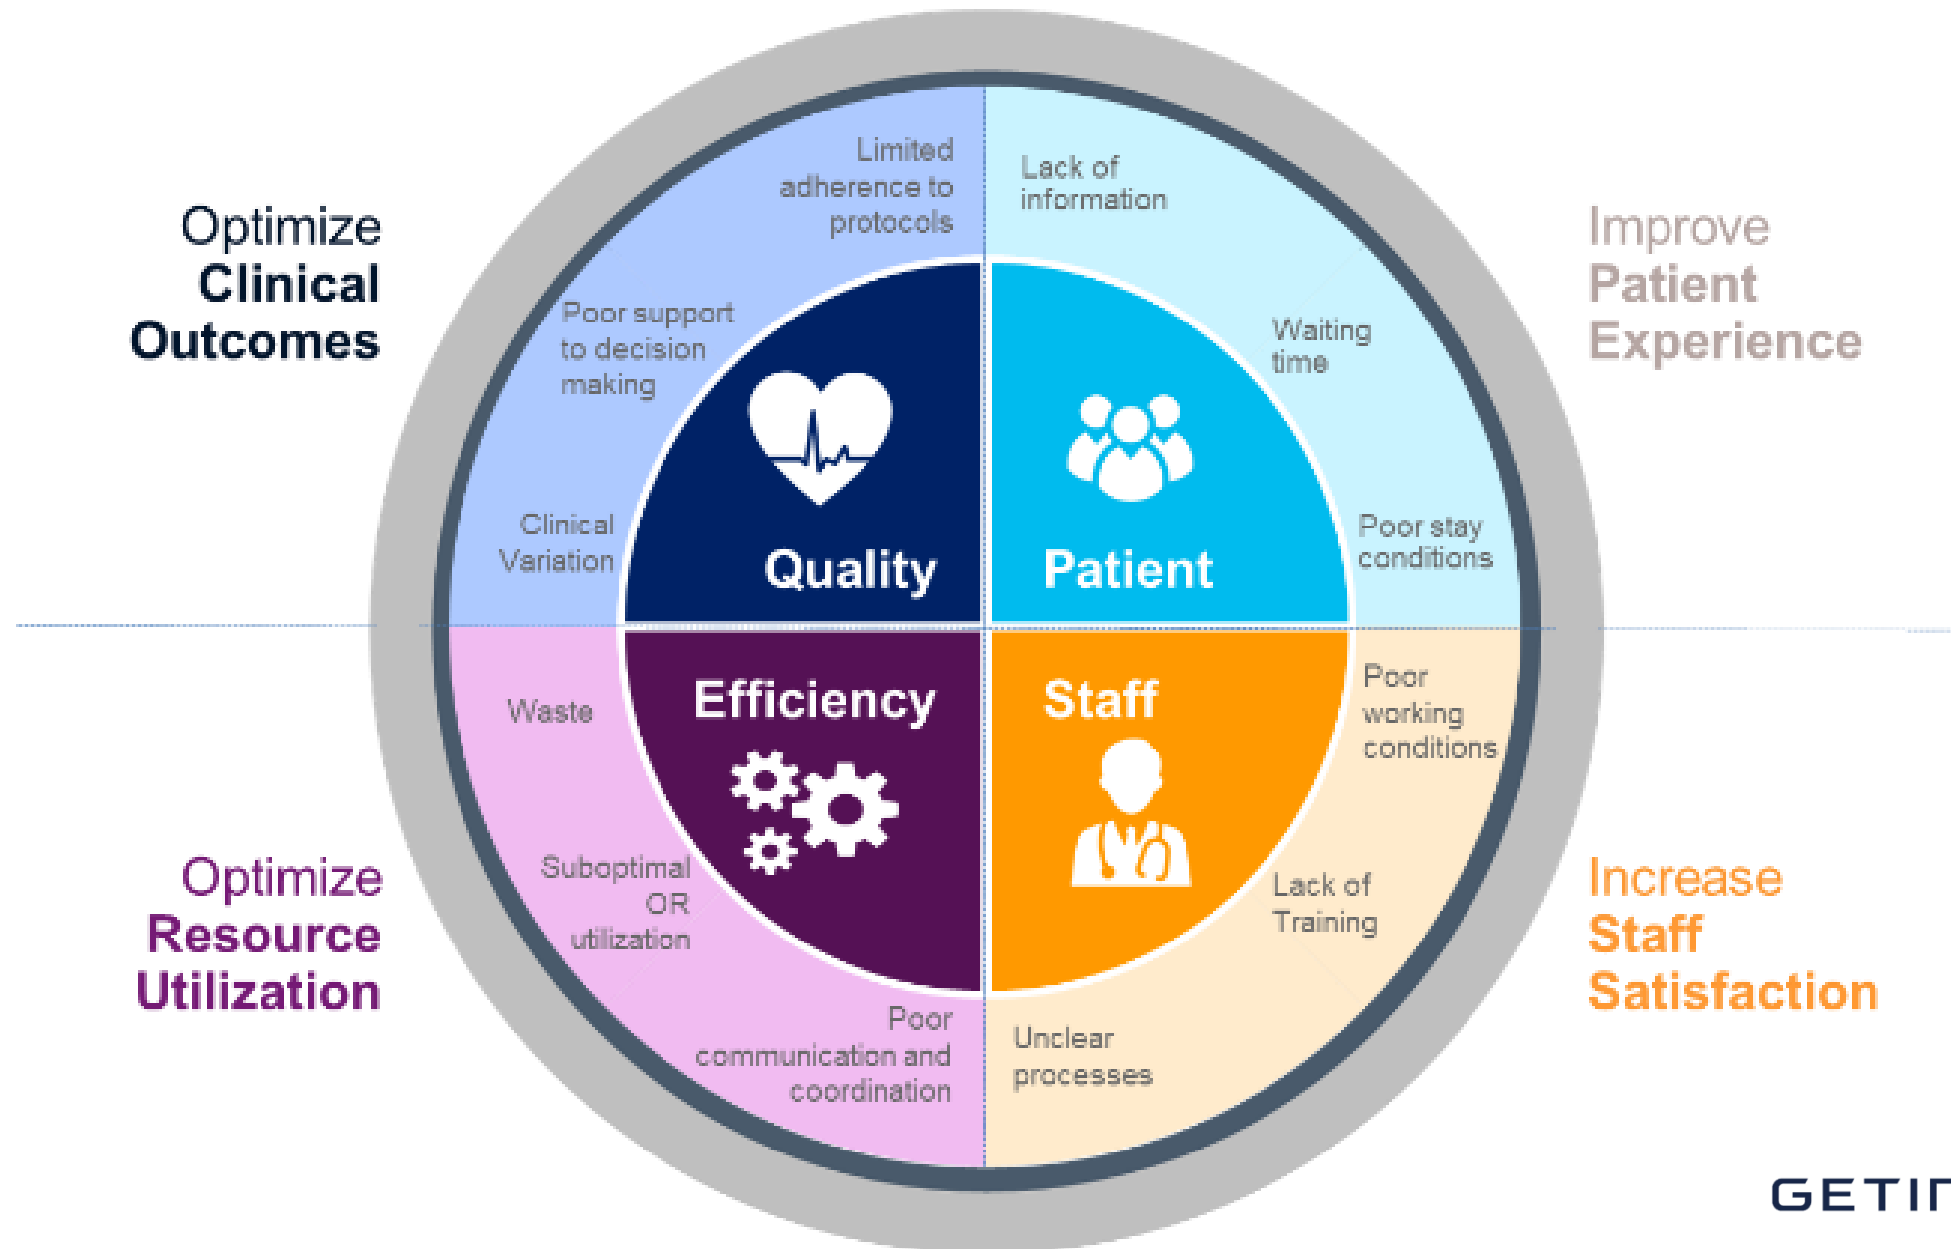 Optimize
Clinical
Outcomes
Limited
adherence to
protocols
Poor support
to decision
making
Clinical
Variation
Quality
Lack of
information
Waiting
time
Poor stay
conditions
Patient
Improve
Patient
Experience
Optimize
Resource
Utilization
Waste
Suboptimal
OR
utilization
Poor
communication and
coordination
Efficiency
Staff
Poor
working
conditions
Lack of
Training
Unclear
processes
Increase
Staff
Satisfaction